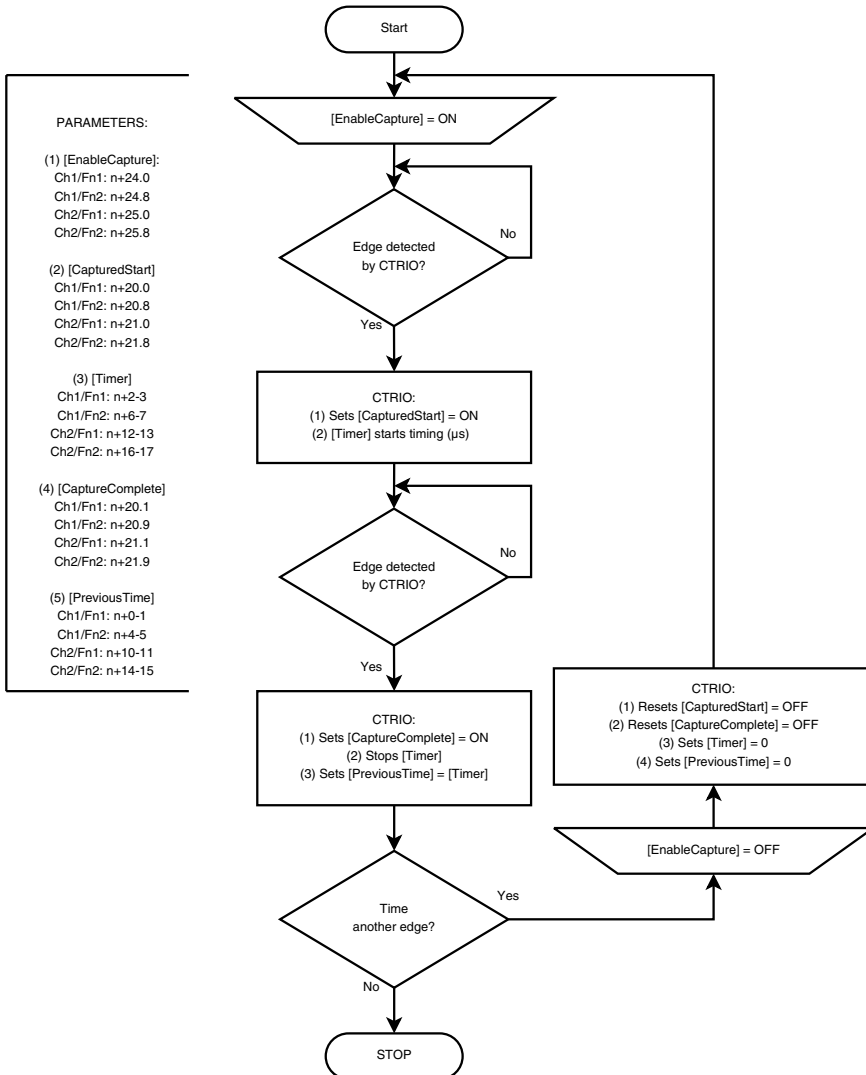 Start
[EnableCapture] = ON
PARAMETERS:
(1) [EnableCapture]:
Ch1/Fn1: n+24.0
Ch1/Fn2: n+24.8
Ch2/Fn1: n+25.0
Ch2/Fn2: n+25.8
(2) [CapturedStart]
Ch1/Fn1: n+20.0
Ch1/Fn2: n+20.8
Ch2/Fn1: n+21.0
Ch2/Fn2: n+21.8
(3) [Timer]
Ch1/Fn1: n+2-3
Ch1/Fn2: n+6-7
Ch2/Fn1: n+12-13
Ch2/Fn2: n+16-17
(4) [CaptureComplete]
Ch1/Fn1: n+20.1
Ch1/Fn2: n+20.9
Ch2/Fn1: n+21.1
Ch2/Fn2: n+21.9
(5) [PreviousTime]
Ch1/Fn1: n+0-1
Ch1/Fn2: n+4-5
Ch2/Fn1: n+10-11
Ch2/Fn2: n+14-15
Edge detected
by CTRIO?
No
Yes
CTRIO:
(1) Sets [CapturedStart] = ON
(2) [Timer] starts timing (µs)
Edge detected
by CTRIO?
No
Yes
CTRIO:
(1) Sets [CaptureComplete] = ON
(2) Stops [Timer]
(3) Sets [PreviousTime] = [Timer]
Time
another edge?
Yes
No
STOP
[EnableCapture] = OFF
CTRIO:
(1) Resets [CapturedStart] = OFF
(2) Resets [CaptureComplete] = OFF
(3) Sets [Timer] = 0
(4) Sets [PreviousTime] = 0